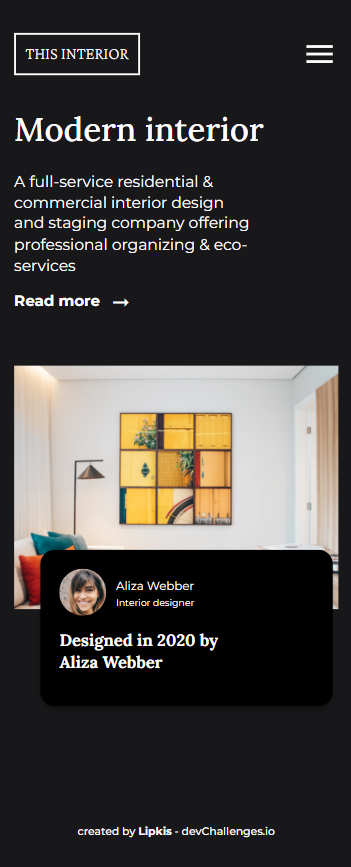 THIS INTERIOR
Modern interior
A full-service residential &
commercial interior design
and staging company offering
professional organizing & eco-
services
Read more
Aliza Webber
Interior designer
Designed in 2020 by
Aliza Webber
created by Lipkis - devChallenges.io